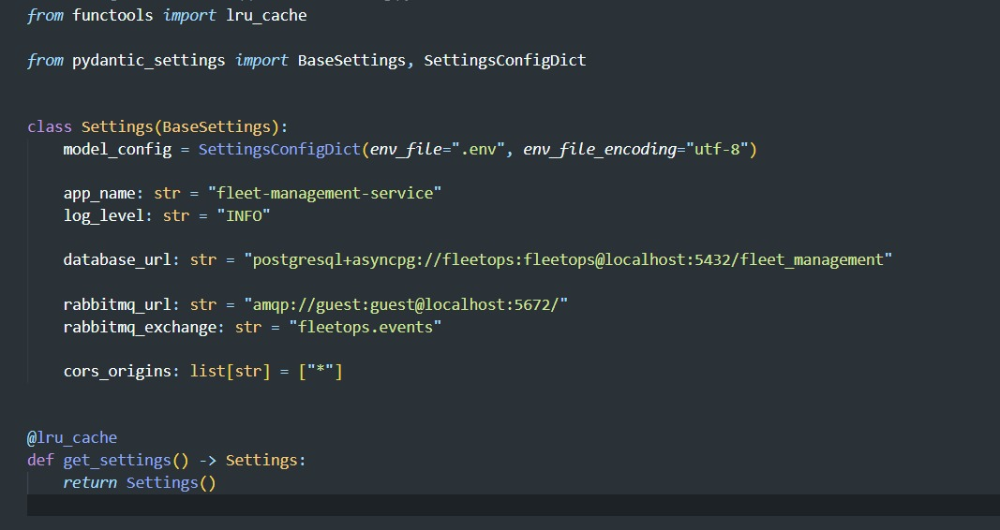 from functools import lru_cache
from pydantic_settings import BaseSettings, SettingsConfigDict
class Settings(BaseSettings):
    model_config = SettingsConfigDict(env_file=".env", env_file_encoding="utf-8")
    app_name: str = "fleet-management-service"
    log_level: str = "INFO"
    database_url: str = "postgresql+asyncpg://fleetops:fleetops@localhost:5432/fleet_management"
    rabbitmq_url: str = "amqp://guest:guest@localhost:5672/"
    rabbitmq_exchange: str = "fleetops.events"
    cors_origins: list[str] = ["*"]
@lru_cache
def get_settings() -> Settings:
    return Settings()